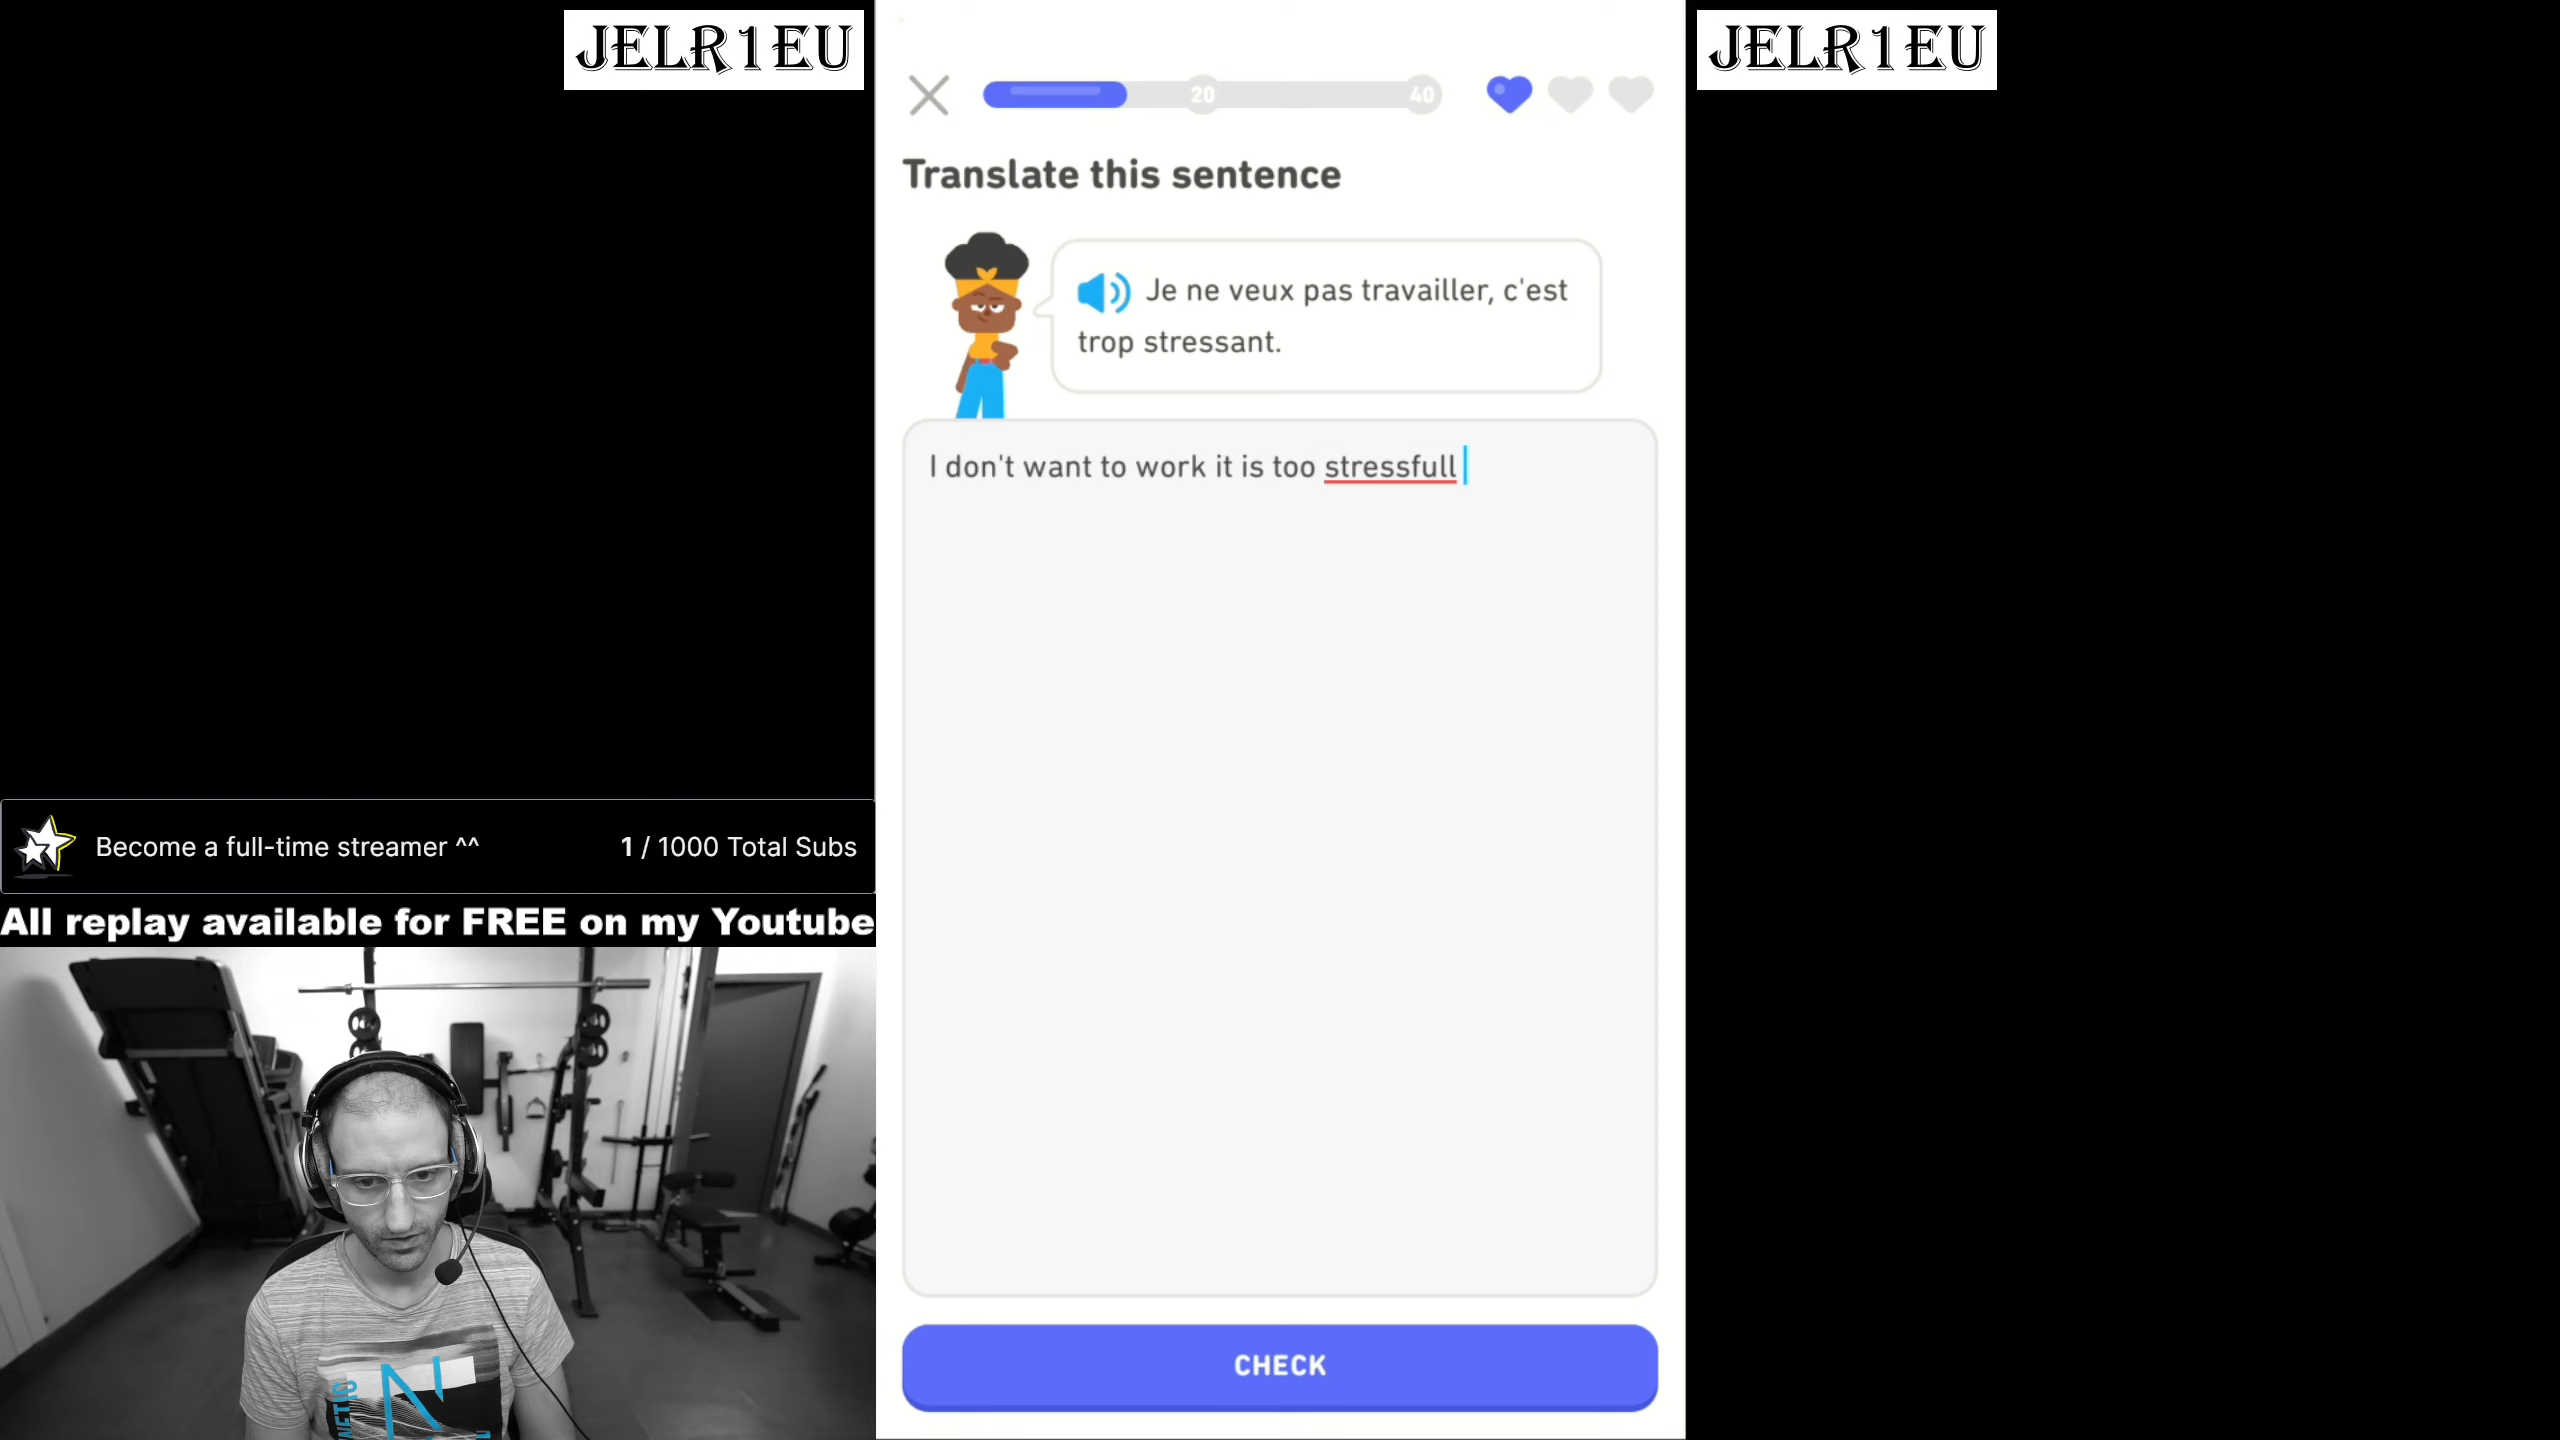 JELR1EU
JELR1EU
20
40
Translate this sentence
Je ne veux pas travailler, c'est
trop stressant.
I don't want to work it is too stressfull
CHECK
Become a full-time streamer ^^
1 / 1000 Total Subs
All replay available for FREE on my Youtube